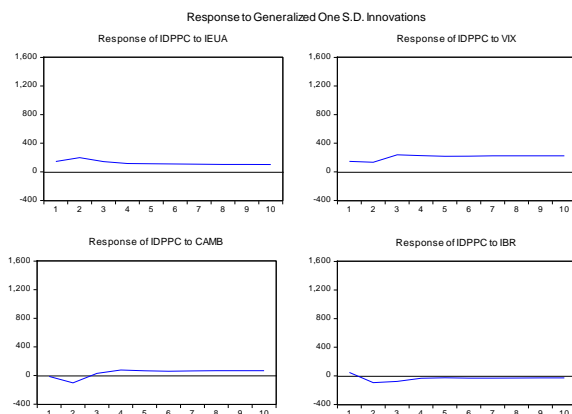 Response to Generalized One S.D. Innovations
Response of IDPPC to IEUA
1,600
1,200
800
400
0
-400
1 2 3 4 5 6 7 8 9 10
Response of IDPPC to VIX
1,600
1,200
800
400
0
-400
1 2 3 4 5 6 7 8 9 10
Response of IDPPC to CAMB
1,600
1,200
800
400
0
-400
1 2 3 4 5 6 7 8 9 10
Response of IDPPC to IBR
1,600
1,200
800
400
0
-400
1 2 3 4 5 6 7 8 9 10